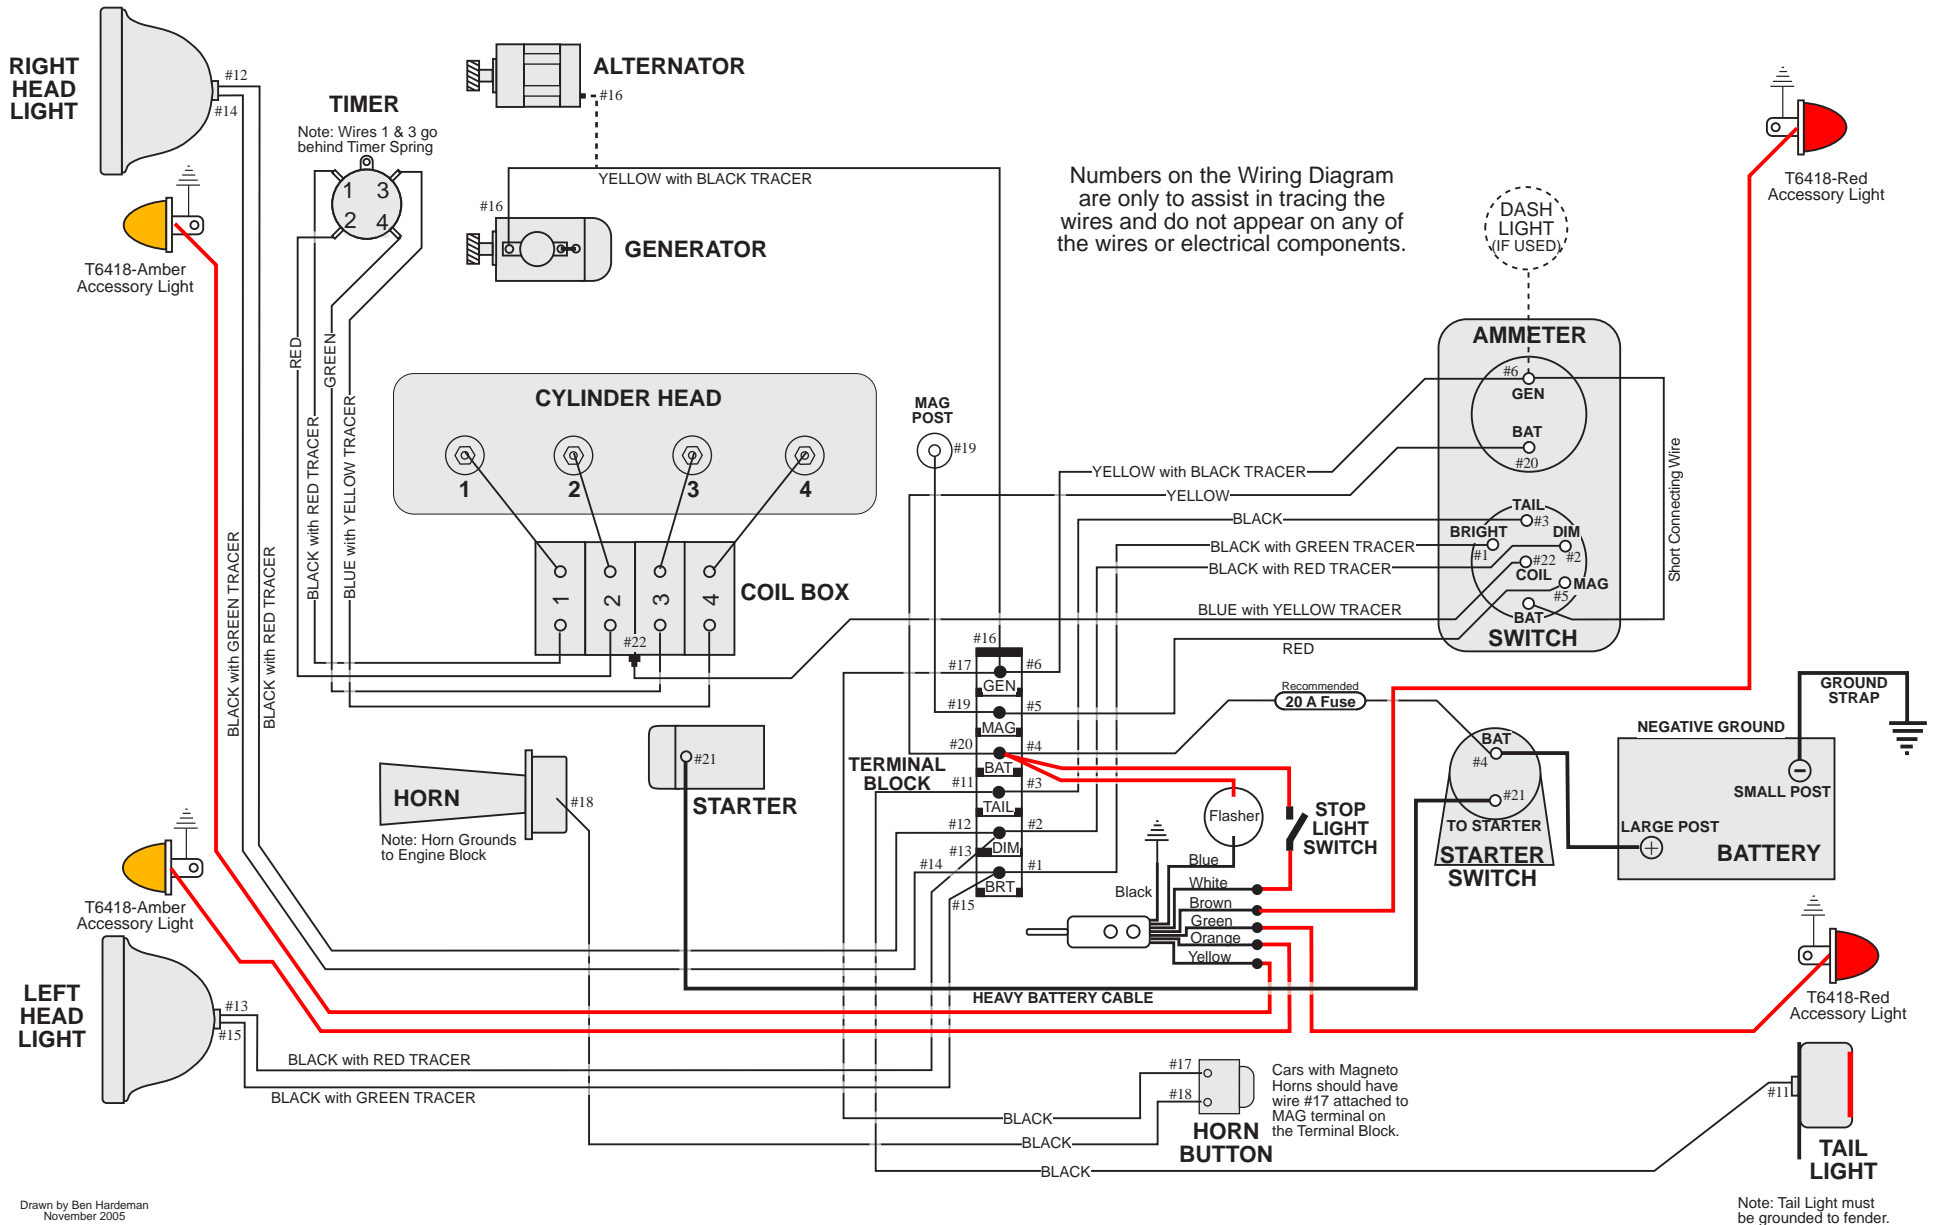 RIGHT
HEAD
LIGHT
#12
#14
TIMER
Note: Wires 1 & 3 go
behind Timer Spring
1 3
2 4
ALTERNATOR
#16
YELLOW with BLACK TRACER
#16
GENERATOR
Numbers on the Wiring Diagram
are only to assist in tracing the
wires and do not appear on any of
the wires or electrical components.
DASH
LIGHT
(IF USED)
T6418-Red
Accessory Light
T6418-Amber
Accessory Light
RED
GREEN
BLACK with RED TRACER
BLUE with YELLOW TRACER
BLACK with GREEN TRACER
BLACK with RED TRACER
CYLINDER HEAD
1
2
3
4
MAG
POST
#19
COIL BOX
1
2
3
4
#22
AMMETER
#6
GEN
BAT
#20
TAIL
#3
BRIGHT
#1
DIM
#2
#22
COIL
MAG
#5
BAT
SWITCH
Short Connecting Wire
YELLOW with BLACK TRACER
YELLOW
BLACK
BLACK with GREEN TRACER
BLACK with RED TRACER
BLUE with YELLOW TRACER
RED
#16
#17
#6
GEN
#19
#5
MAG
#20
#4
BAT
TERMINAL
BLOCK
#11
#3
TAIL
#12
#2
#13
DIM
#14
#1
BRT
#15
Recommended
20 A Fuse
BAT
#4
#21
TO STARTER
STARTER
SWITCH
GROUND
STRAP
NEGATIVE GROUND
SMALL POST
LARGE POST
BATTERY
HORN
#18
Note: Horn Grounds
to Engine Block
#21
STARTER
Flasher
STOP
LIGHT
SWITCH
Black
Blue
White
Brown
Green
Orange
Yellow
HEAVY BATTERY CABLE
T6418-Amber
Accessory Light
LEFT
HEAD
LIGHT
#13
#15
BLACK with RED TRACER
BLACK with GREEN TRACER
T6418-Red
Accessory Light
#17
#18
HORN
BUTTON
Cars with Magneto
Horns should have
wire #17 attached to
MAG terminal on
the Terminal Block.
BLACK
BLACK
BLACK
#11
TAIL
LIGHT
Note: Tail Light must
be grounded to fender.
Drawn by Ben Hardeman
November 2005